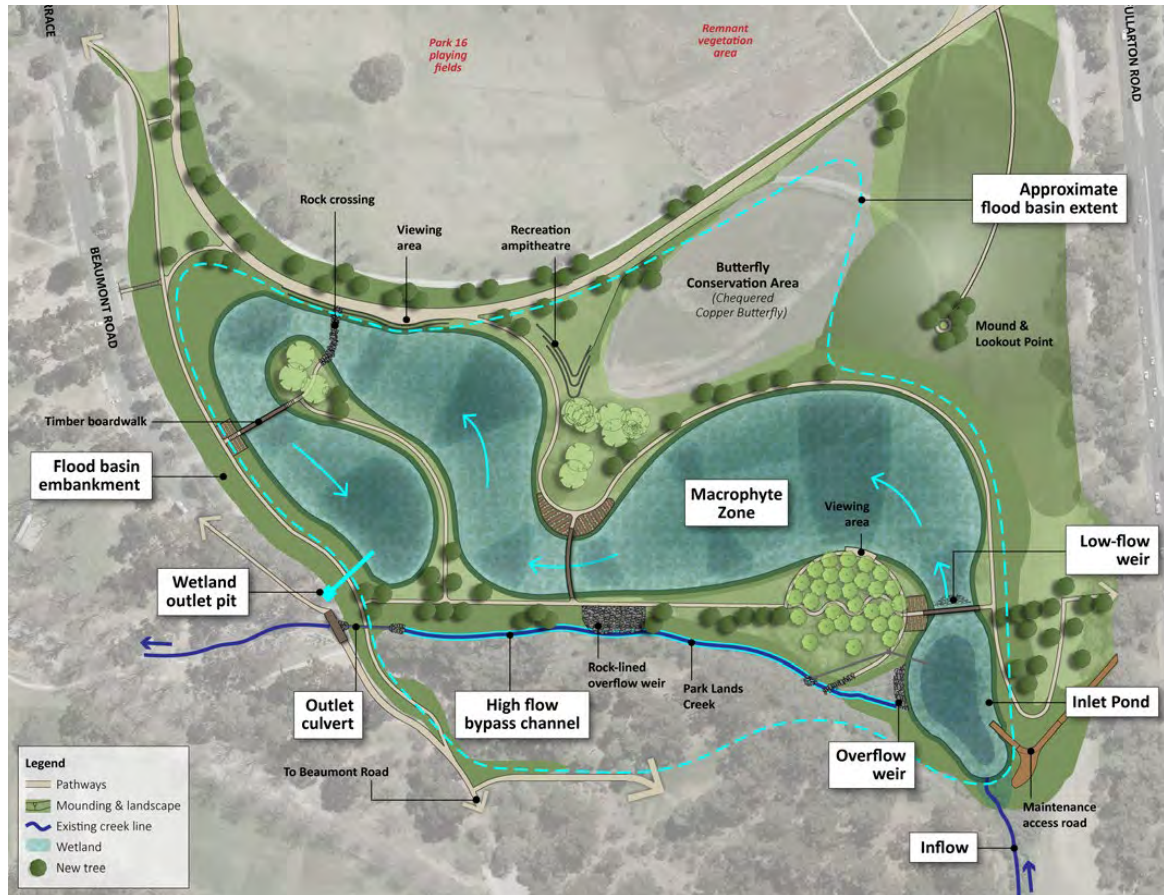 RRACE
ULLARTON ROAD
Park 16
playing
fields
Remnant
vegetation
area
Rock crossing
Viewing
area
Recreation
ampitheatre
Approximate
flood basin extent
BEAUMONT ROAD
Butterfly
Conservation Area
(Chequered
Copper Butterfly)
Mound &
Lookout Point
Timber boardwalk
Flood basin
embankment
Macrophyte
Zone
Viewing
area
Low-flow
weir
Wetland
outlet pit
Outlet
culvert
High flow
bypass channel
Rock-lined
overflow weir
Park Lands
Creek
Overflow
weir
Inlet Pond
To Beaumont Road
Maintenance
access road
Inflow
Legend
Pathways
Mounding & landscape
Existing creek line
Wetland
New tree